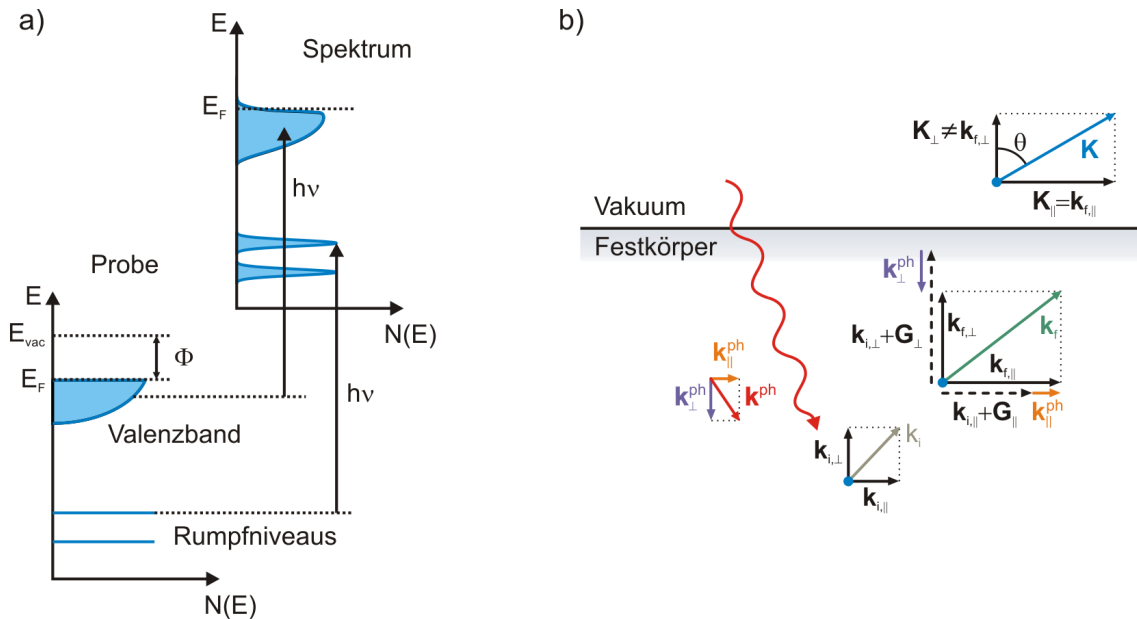 a)
E
Spektrum
E_F
hν
N(E)
Probe
E
E_vac
Φ
E_F
hν
Valenzband
Rumpfniveaus
N(E)
b)
K_⊥≠k_f,⊥
θ
K
K_||=k_f,||
Vakuum
Festkörper
k_⊥^ph
k_i,⊥+G_⊥
k_f,⊥
k_f
k_f,||
k_i,||+G_||
k_||^ph
k_||^ph
k_⊥^ph
k^ph
k_i,⊥
k_i
k_i,||